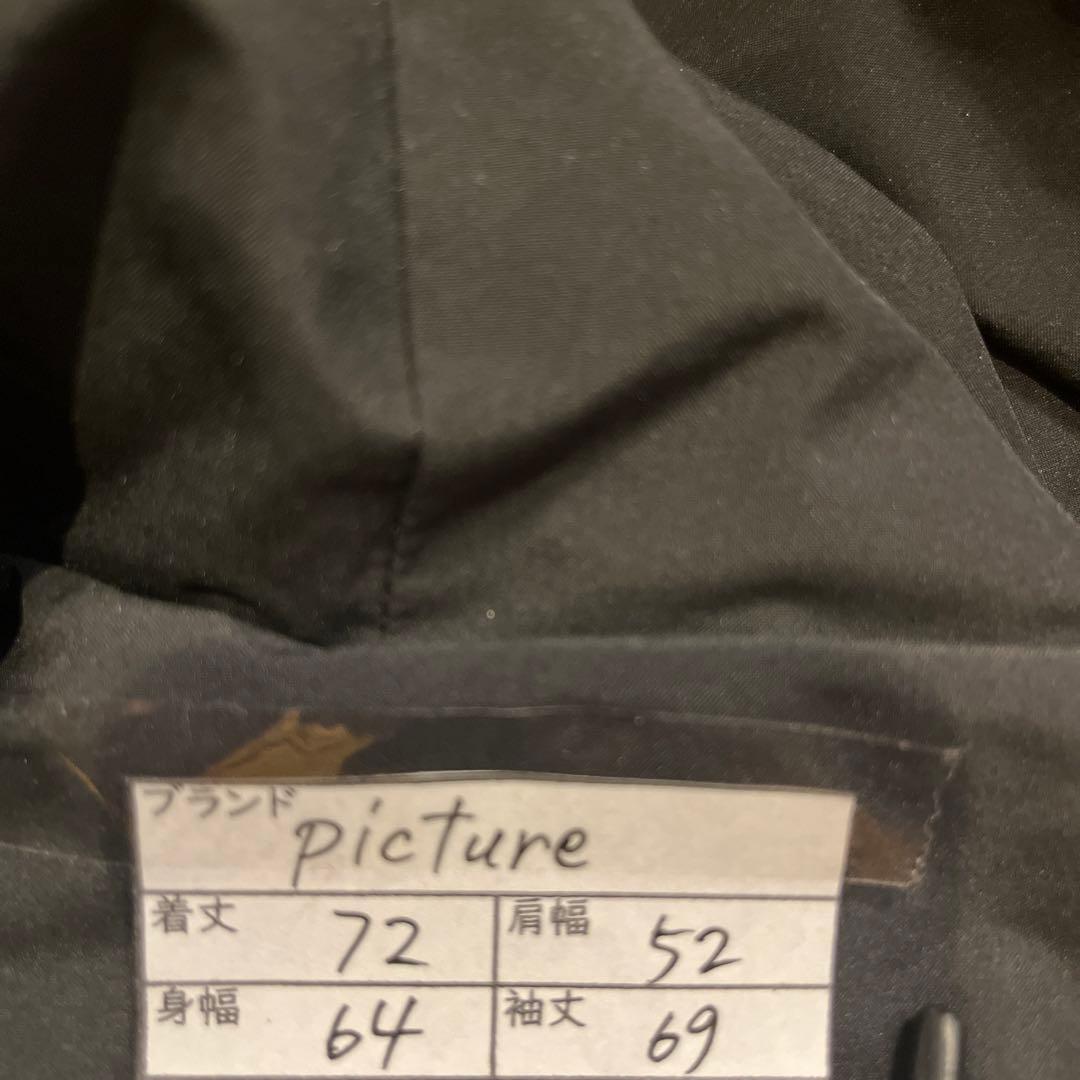 ブランド picture
着丈 72 肩幅 52
身幅 64 袖丈 69